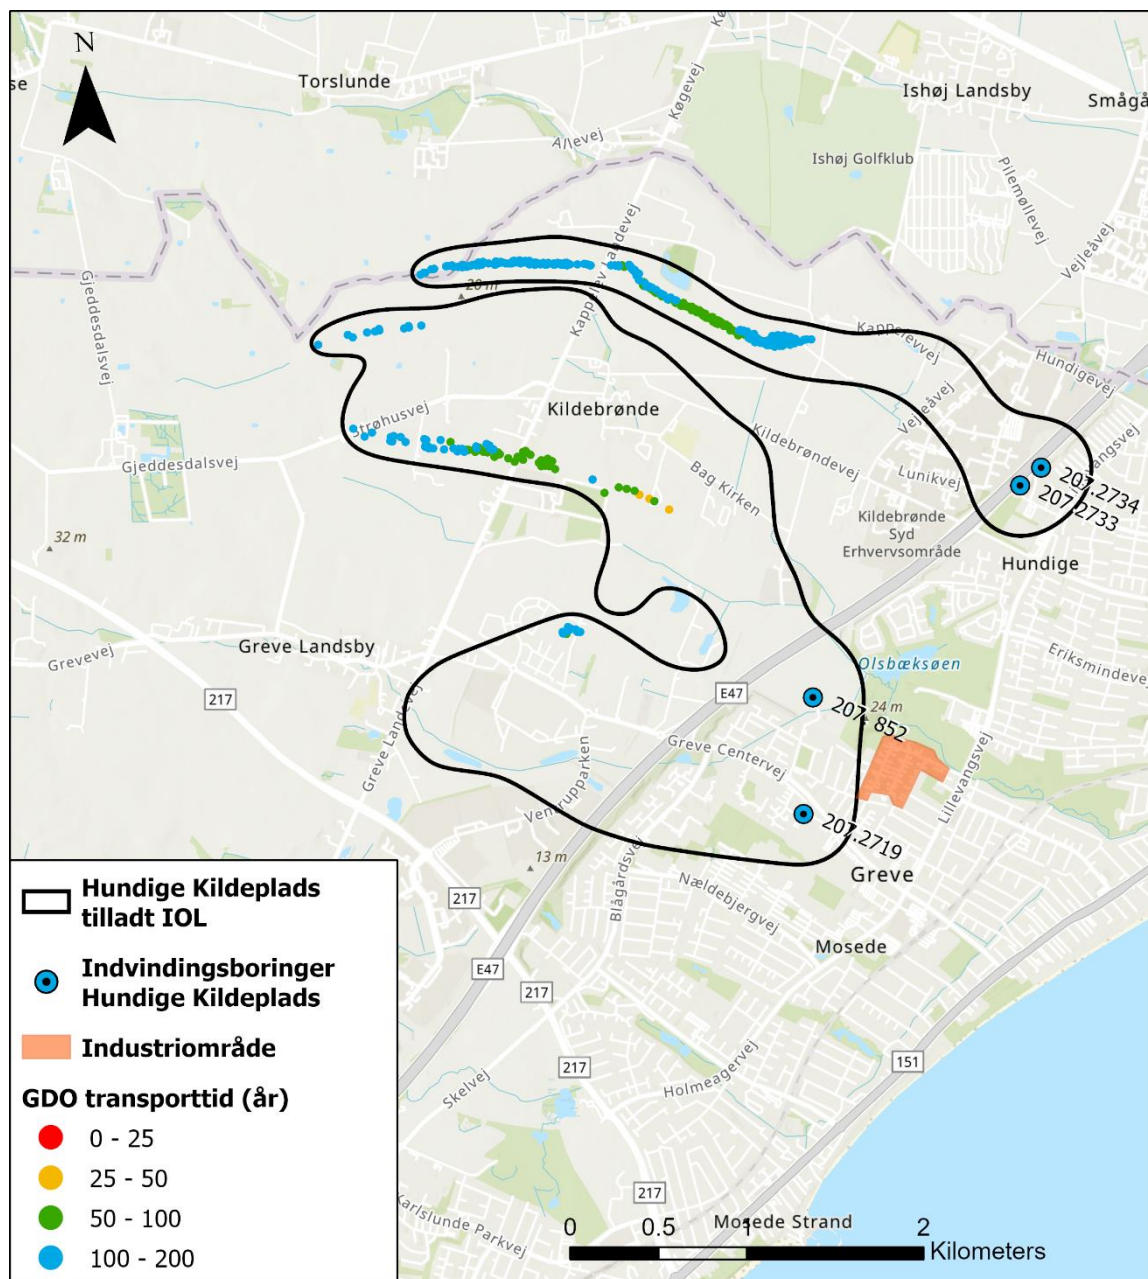 N
se
Torslunde
Køgevej
Ishøj Landsby
Smågå
Allevej
Ishøj Golfklub
Pilemøllevej
Vejleåvej
Gjeddesdalsvej
20 m
Kappelev Landevej
Kappelevvej
Hundigevej
Kildebrønde
Strøhusvej
Vejleåvej
Gjeddesdalsvej
Kildebrøndevej
Lunikvej
Bag Kirken
207.2734
207.2733
Kildebrønde
Syd
Erhvervsområde
32 m
Hundige
Greve Landsby
Grevevej
Olsbæksøen
Eriksmindeve
217
E47
24 m
207. 852
Greve Centervej
Greve Landevej
Lillevangsvej
Ventrupparken
207.2719
13 m
Blågårdsvej
Greve
Nældebjergvej
217
Mosede
E47
217
151
217
Holmeagervej
Skelvej
217
Karlslunde Parkvej
Mosede Strand
Hundige Kildeplads
tilladt IOL
Indvindingsboringer
Hundige Kildeplads
Industriområde
GDO transporttid (år)
0 - 25
25 - 50
50 - 100
100 - 200
0 0.5 1 2
Kilometers